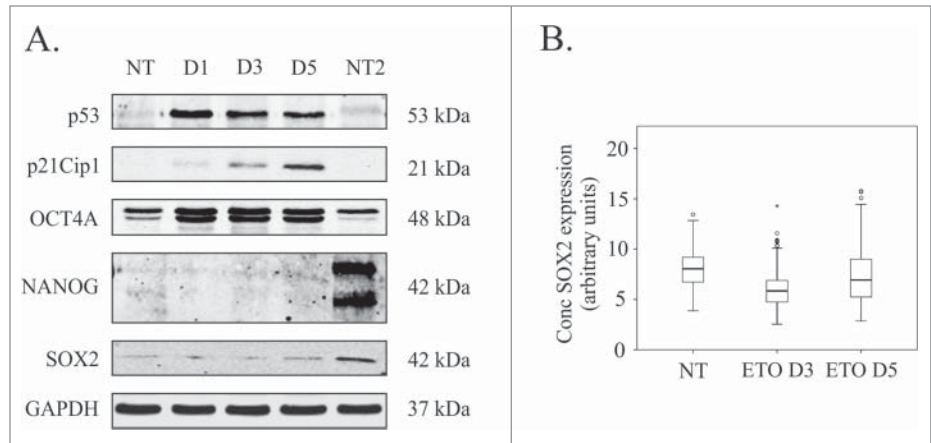 A.
NT D1 D3 D5 NT2
p53 53 kDa
p21Cip1 21 kDa
OCT4A 48 kDa
NANOG 42 kDa
SOX2 42 kDa
GAPDH 37 kDa
B.
Conc SOX2 expression
(arbitrary units)
20
15
10
5
0
NT ETO D3 ETO D5